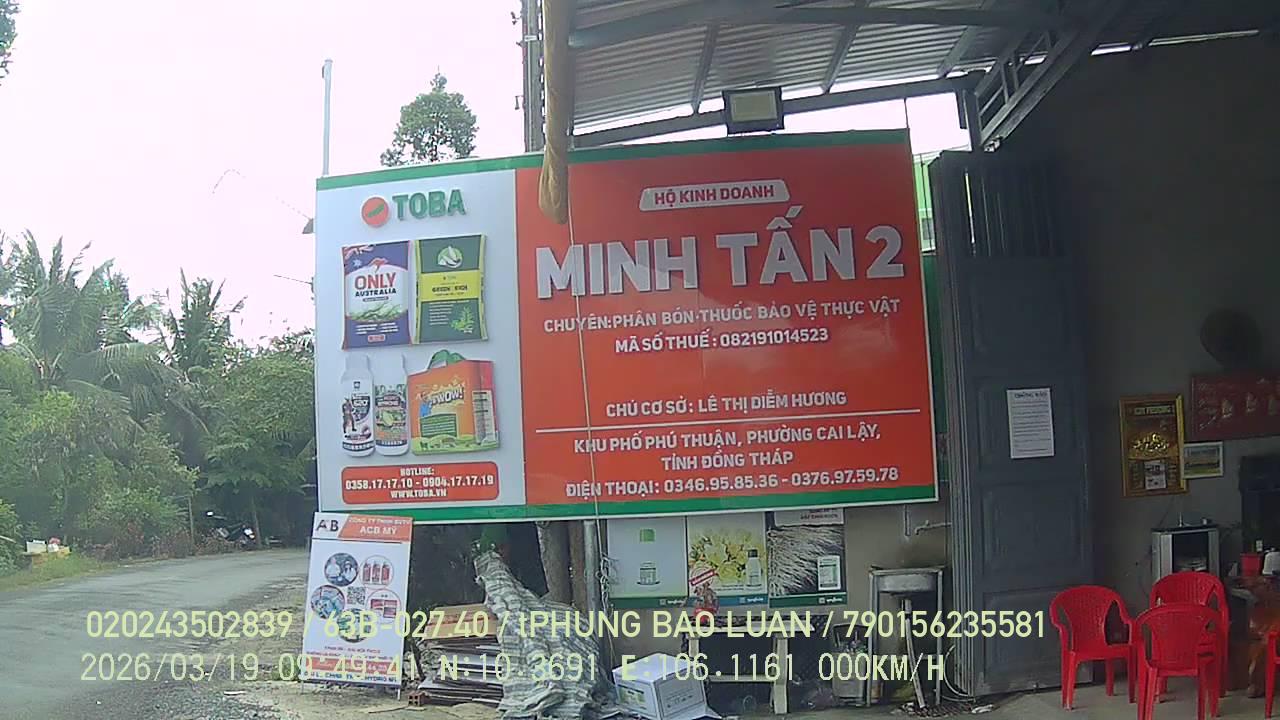 TOBA
ONLY
AUSTRALIA
WOW!
HOTLINE:
0358.17.17.10 - 0904.17.17.19
WWW.TOBA.VN
HỘ KINH DOANH
MINH TẤN 2
CHUYÊN:PHÂN BÓN-THUỐC BẢO VỆ THỰC VẬT
MÃ SỐ THUẾ : 082191014523
CHỦ CƠ SỞ: LÊ THỊ DIỄM HƯƠNG
KHU PHỐ PHÚ THUẬN, PHƯỜNG CAI LẬY,
TỈNH ĐỒNG THÁP
ĐIỆN THOẠI: 0346.95.85.36 - 0376.97.59.78
ACB MỸ
020243502839 / 63B-027.40 / tPHUNG BAO LUAN / 790156235581
2026/03/19 09:49:41 N:10.3691 E:106.1161 000KM/H